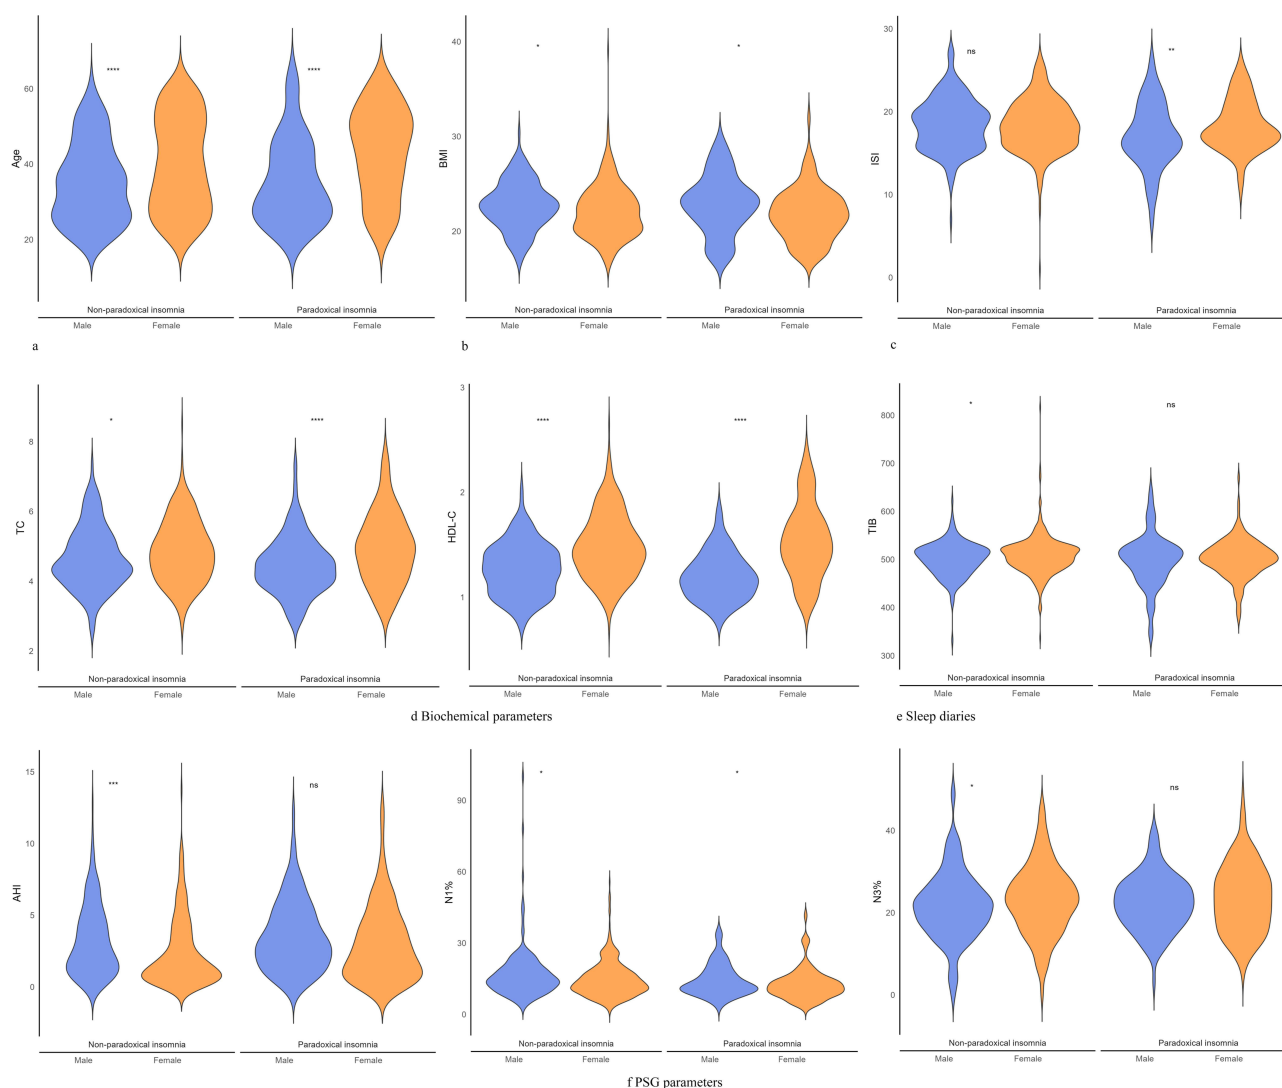 Age
60
40
20
****
****
Non-paradoxical insomnia
Paradoxical insomnia
Male
Female
Male
Female
a
BMI
40
30
20
*
*
Non-paradoxical insomnia
Paradoxical insomnia
Male
Female
Male
Female
b
ISI
30
20
10
0
ns
**
Non-paradoxical insomnia
Paradoxical insomnia
Male
Female
Male
Female
c
TC
8
6
4
2
*
****
Non-paradoxical insomnia
Paradoxical insomnia
Male
Female
Male
Female
HDL-C
3
2
1
****
****
Non-paradoxical insomnia
Paradoxical insomnia
Male
Female
Male
Female
d Biochemical parameters
TIB
800
700
600
500
400
300
*
ns
Non-paradoxical insomnia
Paradoxical insomnia
Male
Female
Male
Female
e Sleep diaries
AHI
15
10
5
0
***
ns
Non-paradoxical insomnia
Paradoxical insomnia
Male
Female
Male
Female
N1%
90
60
30
0
*
*
Non-paradoxical insomnia
Paradoxical insomnia
Male
Female
Male
Female
N3%
40
20
0
*
ns
Non-paradoxical insomnia
Paradoxical insomnia
Male
Female
Male
Female
f PSG parameters